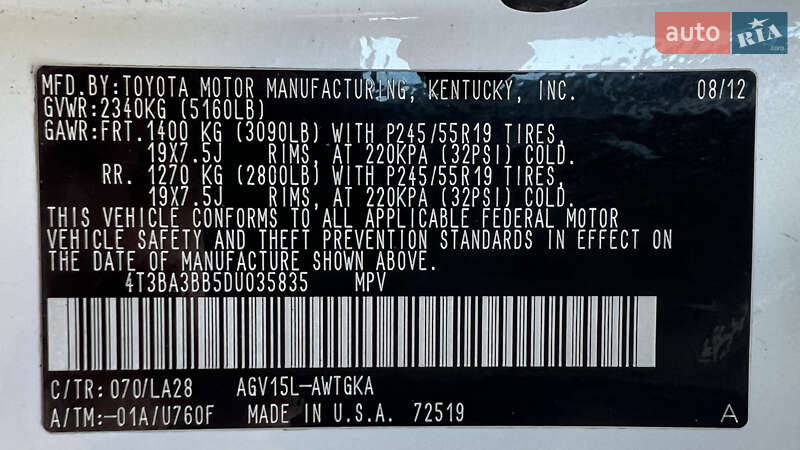 auto RIA.com
MFD.BY:TOYOTA MOTOR MANUFACTURING, KENTUCKY, INC. 08/12
GVWR:2340KG (5160LB)
GAWR:FRT. 1400 KG (3090LB) WITH P245/55R19 TIRES,
19X7.5J RIMS, AT 220KPA (32PSI) COLD.
RR. 1270 KG (2800LB) WITH P245/55R19 TIRES,
19X7.5J RIMS, AT 220KPA (32PSI) COLD.
THIS VEHICLE CONFORMS TO ALL APPLICABLE FEDERAL MOTOR
VEHICLE SAFETY AND THEFT PREVENTION STANDARDS IN EFFECT ON
THE DATE OF MANUFACTURE SHOWN ABOVE.
4T3BA3BB5DU035835 MPV
C/TR: 070/LA28 AGV15L-AWTGKA
A/TM:-01A/U760F MADE IN U.S.A. 72519 A